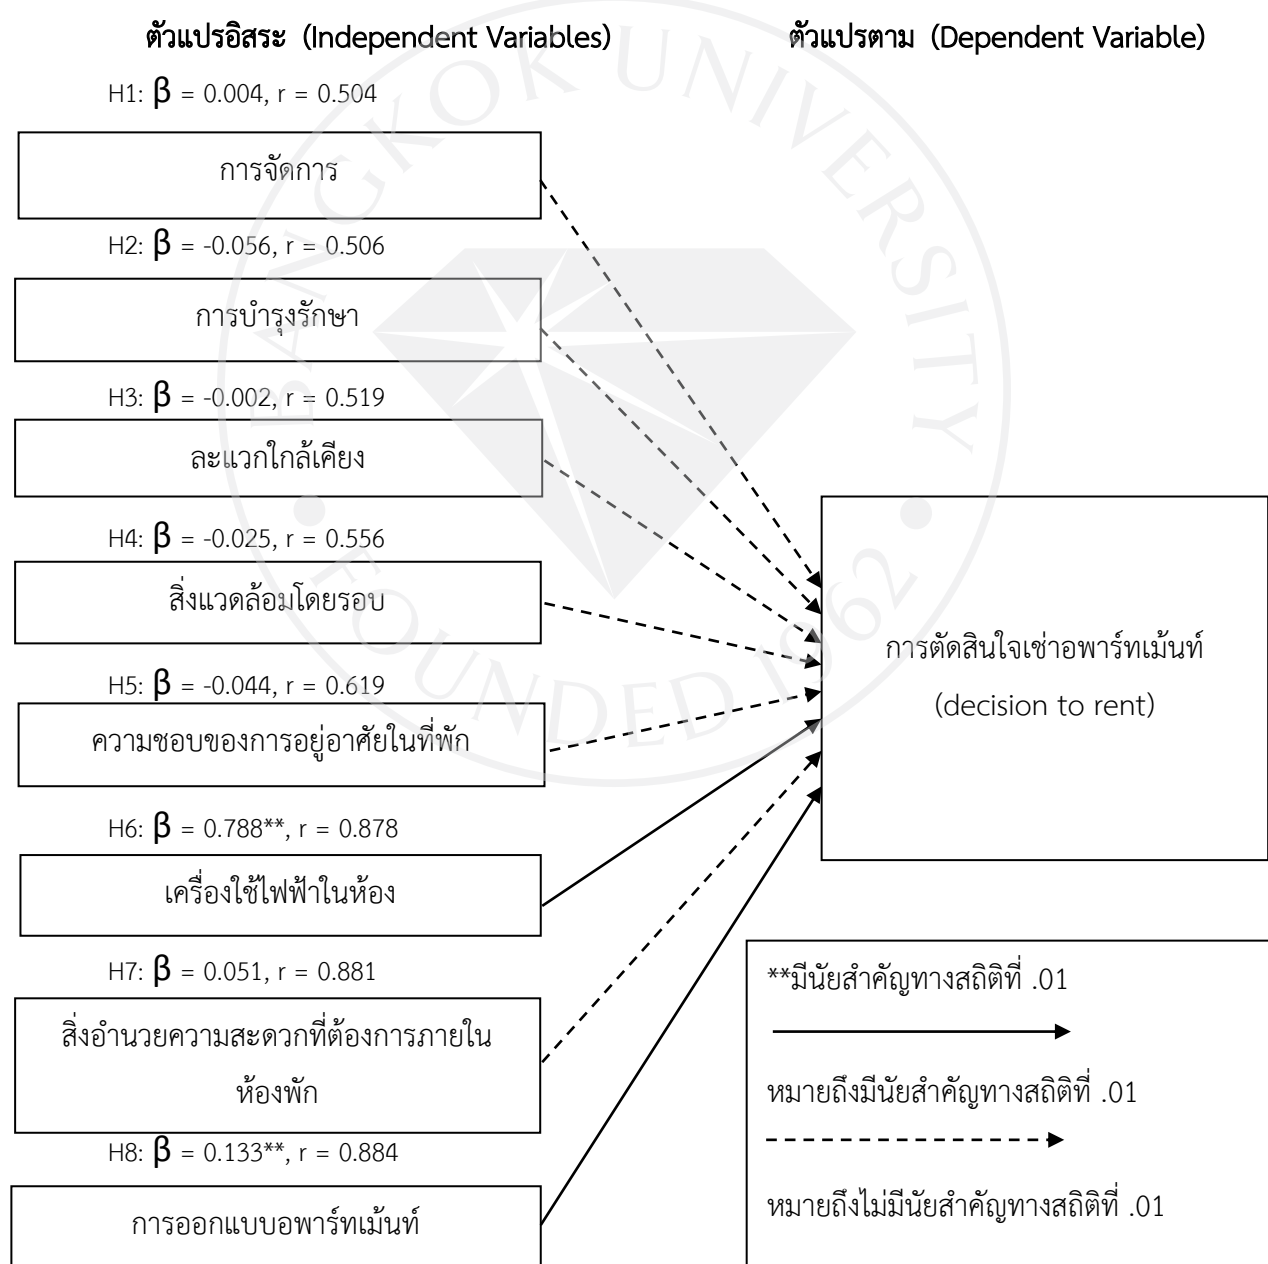 ตัวแปรอิสระ (Independent Variables)
ตัวแปรตาม (Dependent Variable)
H1: β = 0.004, r = 0.504
การจัดการ
H2: β = -0.056, r = 0.506
การบำรุงรักษา
H3: β = -0.002, r = 0.519
ละแวกใกล้เคียง
H4: β = -0.025, r = 0.556
สิ่งแวดล้อมโดยรอบ
H5: β = -0.044, r = 0.619
ความชอบของการอยู่อาศัยในที่พัก
H6: β = 0.788**, r = 0.878
เครื่องใช้ไฟฟ้าในห้อง
H7: β = 0.051, r = 0.881
สิ่งอำนวยความสะดวกที่ต้องการภายใน
ห้องพัก
H8: β = 0.133**, r = 0.884
การออกแบบอพาร์ทเม้นท์
การตัดสินใจเช่าอพาร์ทเม้นท์
(decision to rent)
**มีนัยสำคัญทางสถิติที่ .01
หมายถึงมีนัยสำคัญทางสถิติที่ .01
หมายถึงไม่มีนัยสำคัญทางสถิติที่ .01
BANGKOK UNIVERSITY
FOUNDED 1962